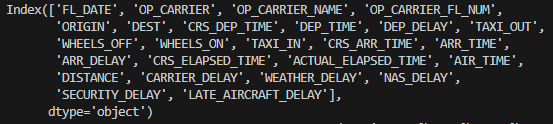 Index(['FL_DATE', 'OP_CARRIER', 'OP_CARRIER_NAME', 'OP_CARRIER_FL_NUM',
'ORIGIN', 'DEST', 'CRS_DEP_TIME', 'DEP_TIME', 'DEP_DELAY', 'TAXI_OUT',
'WHEELS_OFF', 'WHEELS_ON', 'TAXI_IN', 'CRS_ARR_TIME', 'ARR_TIME',
'ARR_DELAY', 'CRS_ELAPSED_TIME', 'ACTUAL_ELAPSED_TIME', 'AIR_TIME',
'DISTANCE', 'CARRIER_DELAY', 'WEATHER_DELAY', 'NAS_DELAY',
'SECURITY_DELAY', 'LATE_AIRCRAFT_DELAY'],
dtype='object')